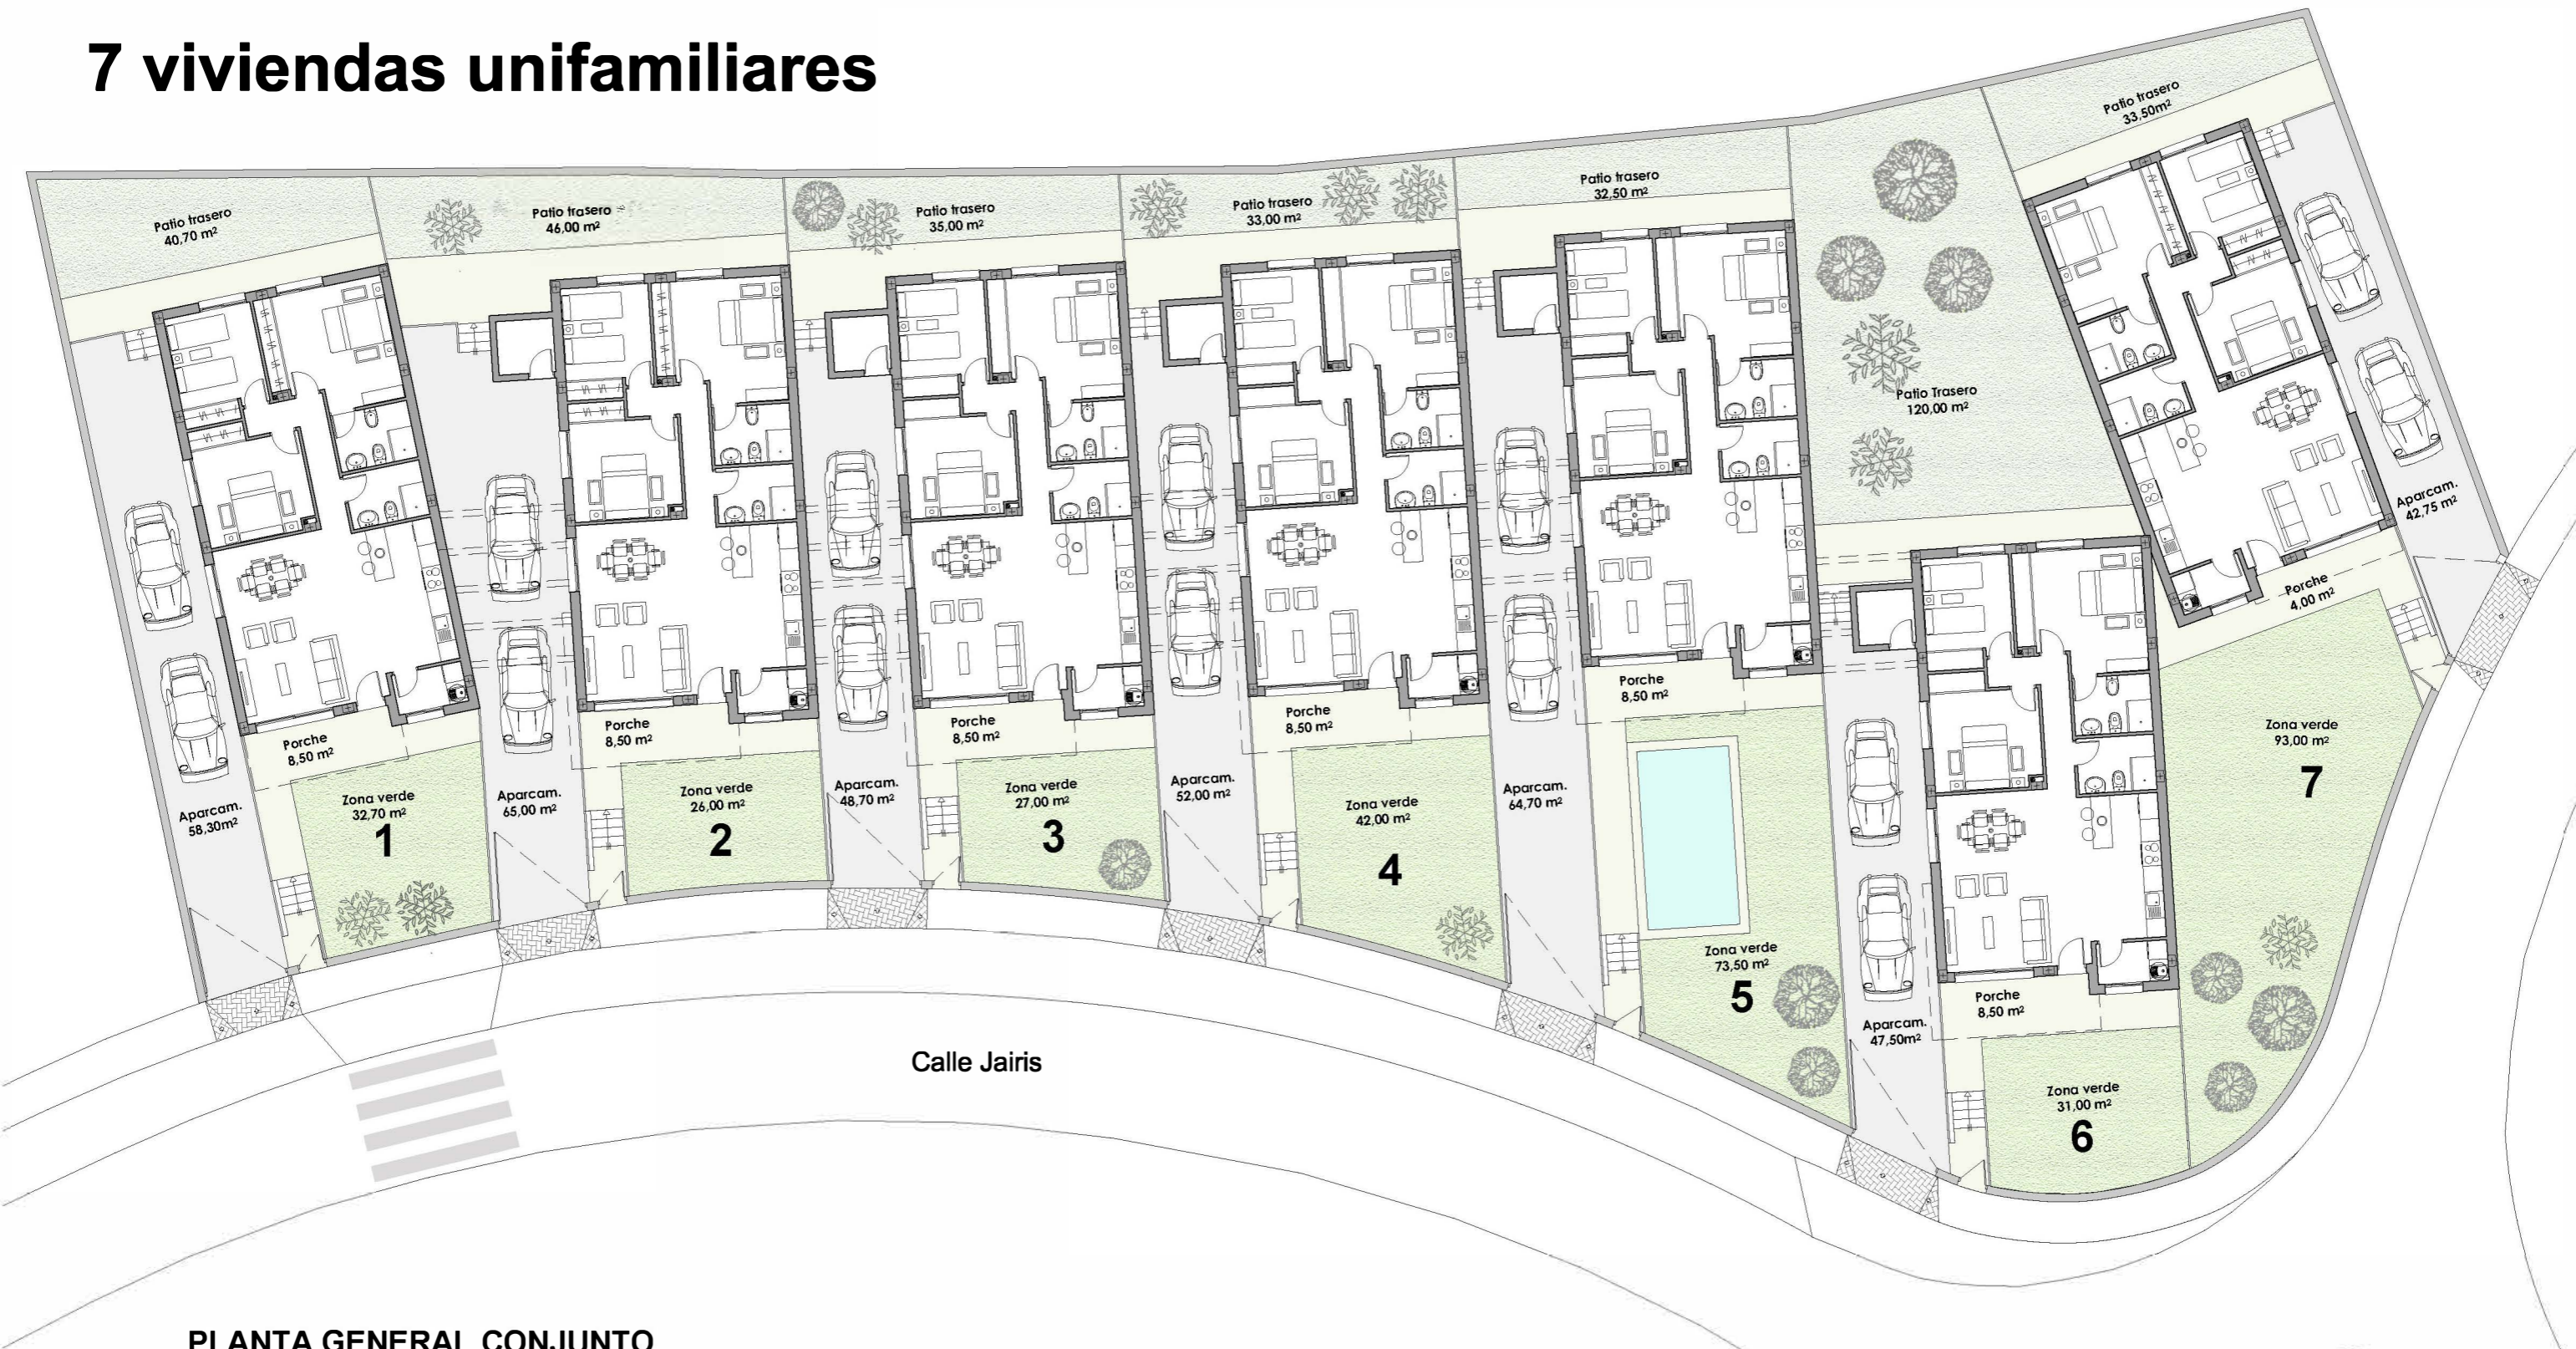 7 viviendas unifamiliares
Patio trasero
40,70 m²
Patio trasero
46,00 m²
Patio trasero
35,00 m²
Patio trasero
33,00 m²
Patio trasero
32,50 m²
Patio trasero
33,50m²
Patio Trasero
120,00 m²
Aparcam.
42,75 m²
Porche
4,00 m²
Porche
8,50 m²
Porche
8,50 m²
Porche
8,50 m²
Porche
8,50 m²
Porche
8,50 m²
Zona verde
93,00 m²
7
Aparcam.
58,30m²
Zona verde
32,70 m²
1
Aparcam.
65,00 m²
Zona verde
26,00 m²
2
Aparcam.
48,70 m²
Zona verde
27,00 m²
3
Aparcam.
52,00 m²
Zona verde
42,00 m²
4
Aparcam.
64,70 m²
Zona verde
73,50 m²
5
Porche
8,50 m²
Aparcam.
47,50m²
Zona verde
31,00 m²
6
Calle Jairis
PLANTA GENERAL CONJUNTO